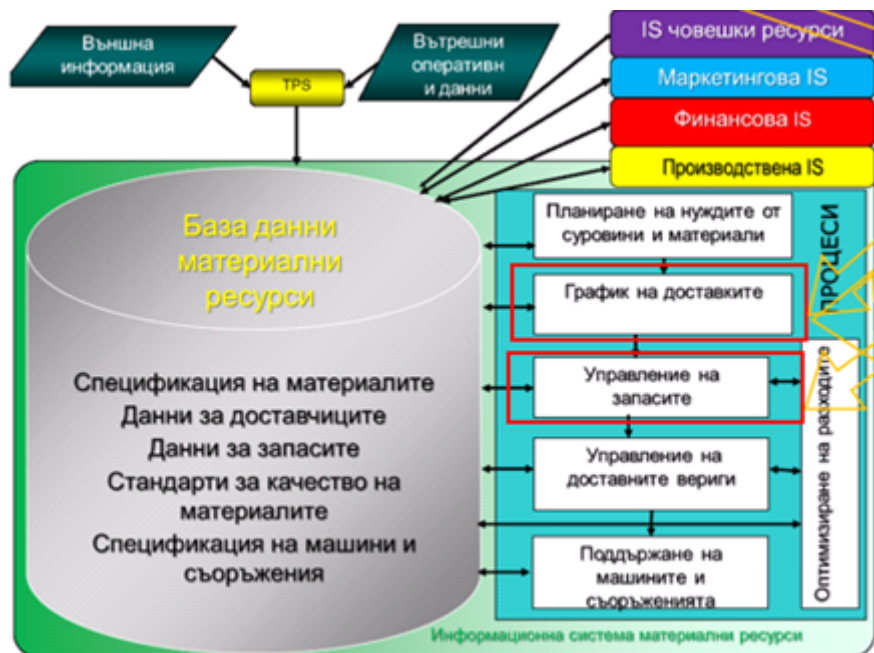 Външна
информация
TPS
Вътрешни
оперативн
и данни
IS човешки ресурси
Маркетингова IS
Финансова IS
Производствена IS
База данни
материални
ресурси
Спецификация на материалите
Данни за доставчиците
Данни за запасите
Стандарти за качество на
материалите
Спецификация на машини и
съоръжения
Планиране на нуждите от
суровини и материали
График на доставките
Управление на
запасите
Управление на
доставните вериги
Поддържане на
машините и
съоръженията
ПРОЦЕСИ
Оптимизиране на разходите
Информационна система материални ресурси